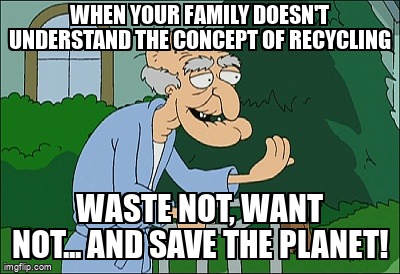 WHEN YOUR FAMILY DOESN'T
UNDERSTAND THE CONCEPT OF RECYCLING
WASTE NOT, WANT
NOT... AND SAVE THE PLANET!
imgflip.com